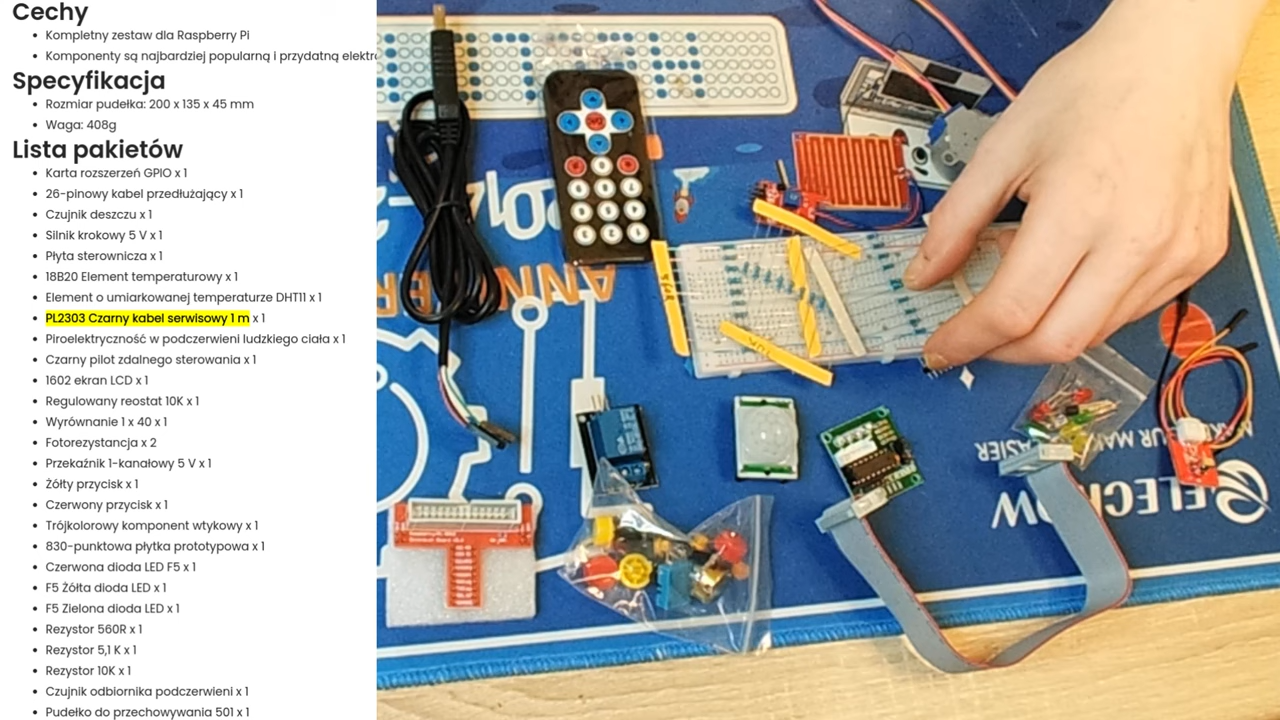 Cechy
Kompletny zestaw dla Raspberry Pi
Komponenty są najbardziej popularną i przydatną elektro
Specyfikacja
Rozmiar pudełka: 200 x 135 x 45 mm
Waga: 408g
Lista pakietów
Karta rozszerzeń GPIO x 1
26-pinowy kabel przedłużający x 1
Czujnik deszczu x 1
Silnik krokowy 5 V x 1
Płyta sterownicza x 1
18B20 Element temperaturowy x 1
Element o umiarkowanej temperaturze DHT11 x 1
PL2303 Czarny kabel serwisowy 1 m x 1
Piroelektryczność w podczerwieni ludzkiego ciała x 1
Czarny pilot zdalnego sterowania x 1
1602 ekran LCD x 1
Regulowany reostat 10K x 1
Wyrównanie 1 x 40 x 1
Fotorezystancja x 2
Przekaźnik 1-kanałowy 5 V x 1
Żółty przycisk x 1
Czerwony przycisk x 1
Trójkolorowy komponent wtykowy x 1
830-punktowa płytka prototypowa x 1
Czerwona dioda LED F5 x 1
F5 Żółta dioda LED x 1
F5 Zielona dioda LED x 1
Rezystor 560R x 1
Rezystor 5,1 K x 1
Rezystor 10K x 1
Czujnik odbiornika podczerwieni x 1
Pudełko do przechowywania 501 x 1
2014
10K
ELECROW